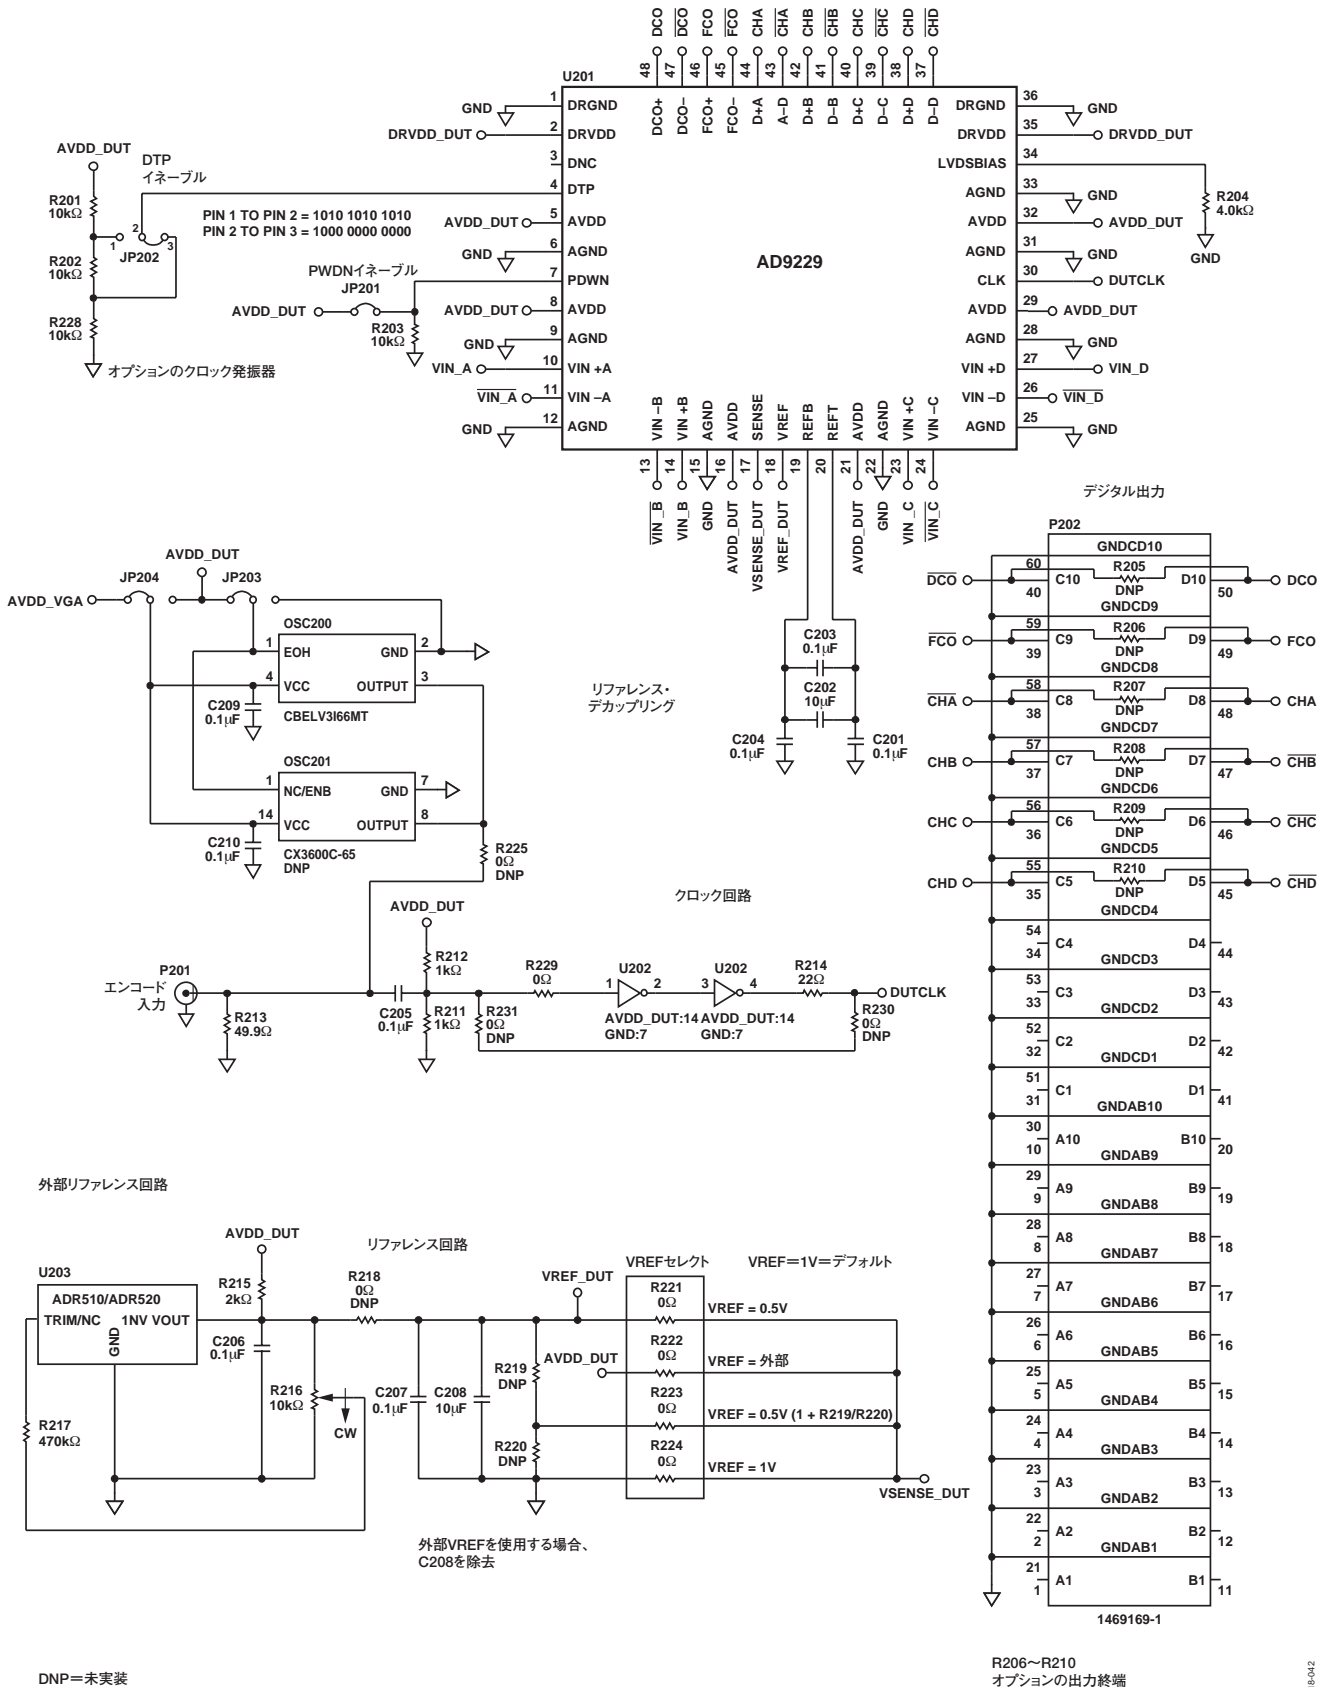 DCO
D̅C̅O̅
FCO
F̅C̅O̅
CHA
C̅H̅A̅
CHB
C̅H̅B̅
CHC
C̅H̅C̅
CHD
C̅H̅D̅
48 47 46 45 44 43 42 41 40 39 38 37
U201
DCO+ DCO– FCO+ FCO– D+A A–D D+B D–B D+C D–C D+D D–D
GND 1 DRGND
DRVDD_DUT 2 DRVDD
3 DNC
4 DTP
AVDD_DUT 5 AVDD
GND 6 AGND
7 PDWN
AVDD_DUT 8 AVDD
GND 9 AGND
VIN_A 10 VIN +A
V̅I̅N̅_̅A̅ 11 VIN –A
GND 12 AGND
AD9229
DRGND 36 GND
DRVDD 35 DRVDD_DUT
LVDSBIAS 34
AGND 33 GND
AVDD 32 AVDD_DUT
AGND 31 GND
CLK 30 DUTCLK
AVDD 29 AVDD_DUT
AGND 28 GND
VIN +D 27 VIN_D
VIN –D 26 V̅I̅N̅_̅D̅
AGND 25 GND
R204
4.0kΩ
GND
AVDD_DUT
DTP
イネーブル
R201
10kΩ
1 2 3
JP202
R202
10kΩ
R228
10kΩ
オプションのクロック発振器
PIN 1 TO PIN 2 = 1010 1010 1010
PIN 2 TO PIN 3 = 1000 0000 0000
PWDNイネーブル
JP201
AVDD_DUT
R203
10kΩ
VIN –B VIN +B AGND AVDD SENSE VREF REFB REFT AVDD AGND VIN +C VIN –C
13 14 15 16 17 18 19 20 21 22 23 24
V̅I̅N̅_̅B̅ VIN_B GND AVDD_DUT VSENSE_DUT VREF_DUT AVDD_DUT GND VIN_C V̅I̅N̅_̅C̅
AVDD_DUT
JP204 JP203
AVDD_VGA
OSC200
1 EOH GND 2
4 VCC OUTPUT 3
C209
0.1µF
CBELV3I66MT
OSC201
1 NC/ENB GND 7
14 VCC OUTPUT 8
C210
0.1µF
CX3600C-65
DNP
R225
0Ω
DNP
リファレンス・
デカップリング
C203
0.1µF
C202
10µF
C204
0.1µF
C201
0.1µF
クロック回路
AVDD_DUT
R212
1kΩ
P201
エンコード
入力
R213
49.9Ω
C205
0.1µF
R211
1kΩ
R231
0Ω
DNP
R229
0Ω
1 U202 2
AVDD_DUT:14
GND:7
3 U202 4
AVDD_DUT:14
GND:7
R214
22Ω
DUTCLK
R230
0Ω
DNP
デジタル出力
P202
GNDCD10
D̅C̅O̅ 60 40 C10 R205 DNP D10 50 DCO
GNDCD9
F̅C̅O̅ 59 39 C9 R206 DNP D9 49 FCO
GNDCD8
C̅H̅A̅ 58 38 C8 R207 DNP D8 48 CHA
GNDCD7
CHB 57 37 C7 R208 DNP D7 47 C̅H̅B̅
GNDCD6
CHC 56 36 C6 R209 DNP D6 46 C̅H̅C̅
GNDCD5
CHD 55 35 C5 R210 DNP D5 45 C̅H̅D̅
GNDCD4
54 34 C4 D4 44
GNDCD3
53 33 C3 D3 43
GNDCD2
52 32 C2 D2 42
GNDCD1
51 31 C1 D1 41
GNDAB10
30 10 A10 B10 20
GNDAB9
29 9 A9 B9 19
GNDAB8
28 8 A8 B8 18
GNDAB7
27 7 A7 B7 17
GNDAB6
26 6 A6 B6 16
GNDAB5
25 5 A5 B5 15
GNDAB4
24 4 A4 B4 14
GNDAB3
23 3 A3 B3 13
GNDAB2
22 2 A2 B2 12
GNDAB1
21 1 A1 B1 11
1469169-1
外部リファレンス回路
AVDD_DUT
リファレンス回路
U203
ADR510/ADR520
TRIM/NC 1NV VOUT
GND
R215
2kΩ
C206
0.1µF
R216
10kΩ
CW
R217
470kΩ
R218
0Ω
DNP
C207
0.1µF
C208
10µF
VREF_DUT
AVDD_DUT
R219
DNP
R220
DNP
VREFセレクト
VREF＝1V＝デフォルト
R221
0Ω
VREF = 0.5V
R222
0Ω
VREF = 外部
R223
0Ω
VREF = 0.5V (1 + R219/R220)
R224
0Ω
VREF = 1V
VSENSE_DUT
外部VREFを使用する場合、
C208を除去
DNP＝未実装
R206〜R210
オプションの出力終端